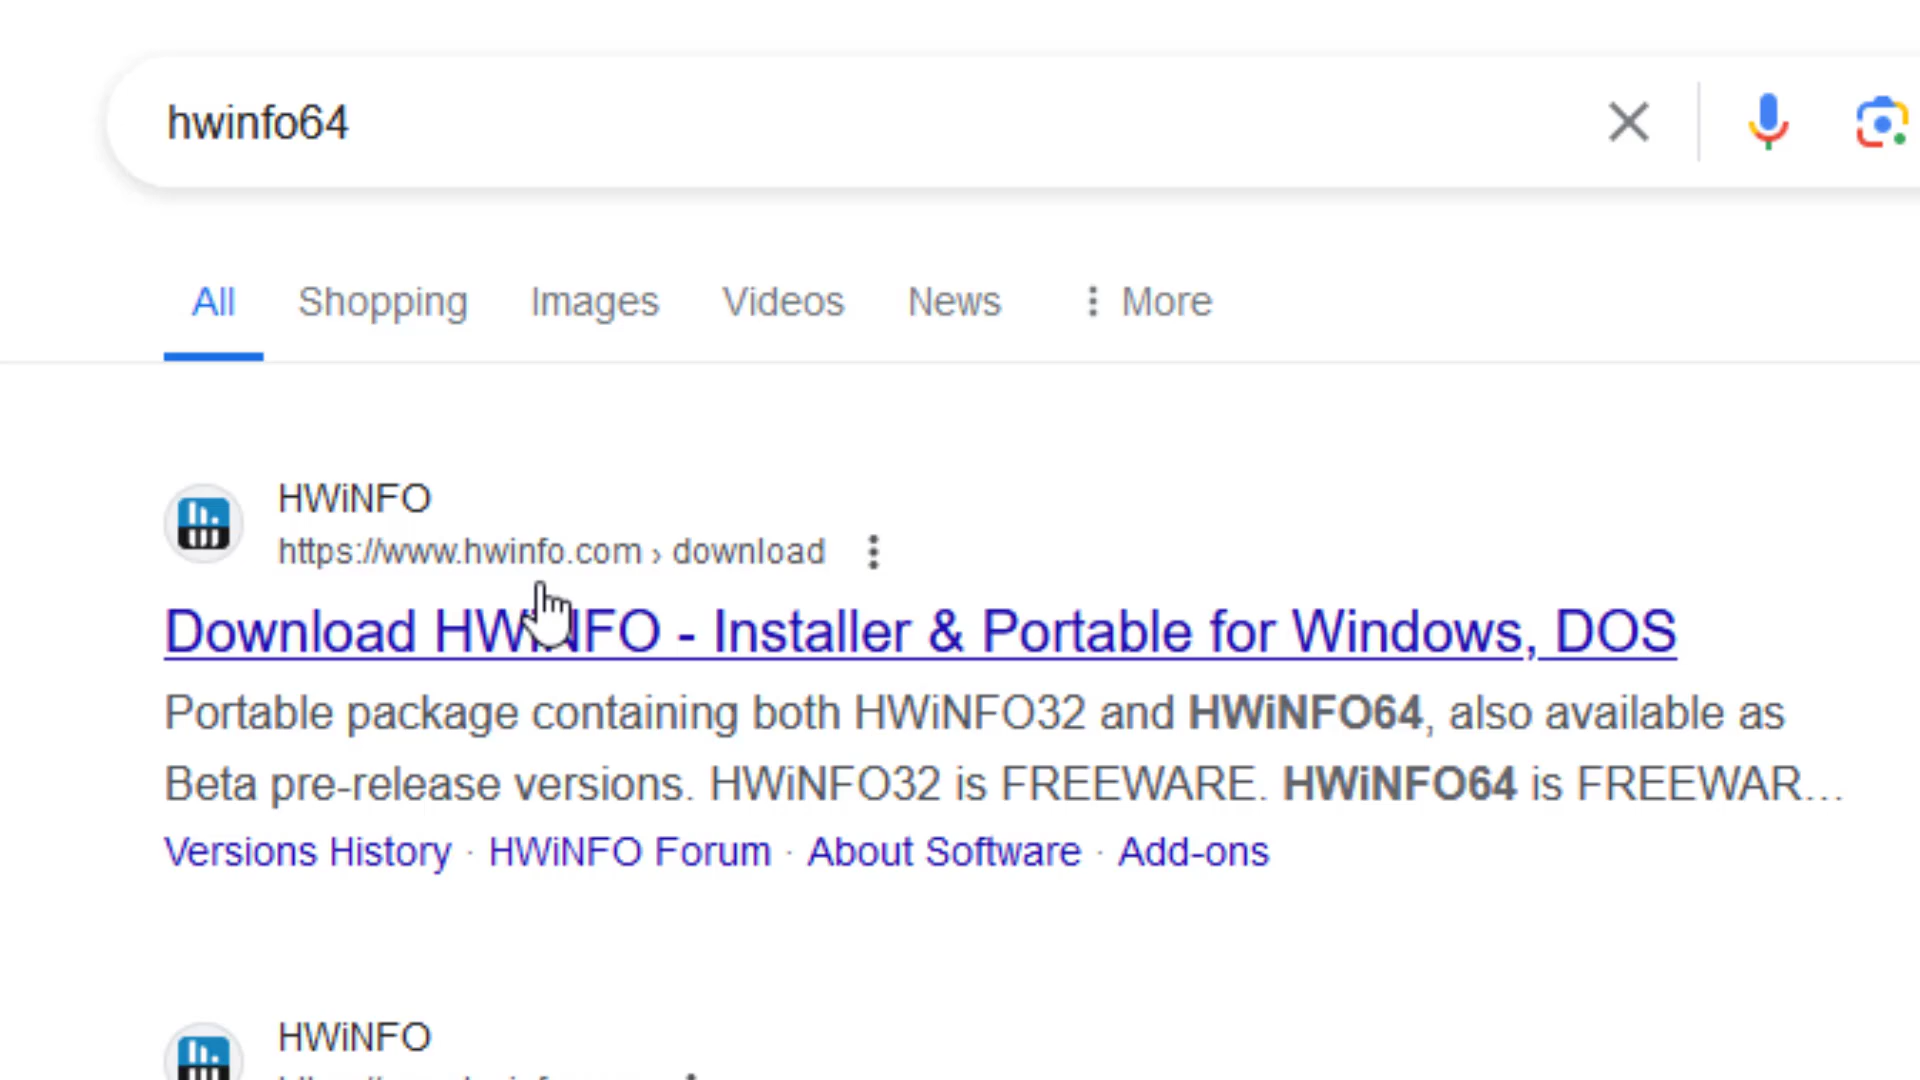 hwinfo64
All Shopping Images Videos News More
HWiNFO
https://www.hwinfo.com › download
Download HWiNFO - Installer & Portable for Windows, DOS
Portable package containing both HWiNFO32 and HWiNFO64, also available as
Beta pre-release versions. HWiNFO32 is FREEWARE. HWiNFO64 is FREEWAR...
Versions History · HWiNFO Forum · About Software · Add-ons
HWiNFO